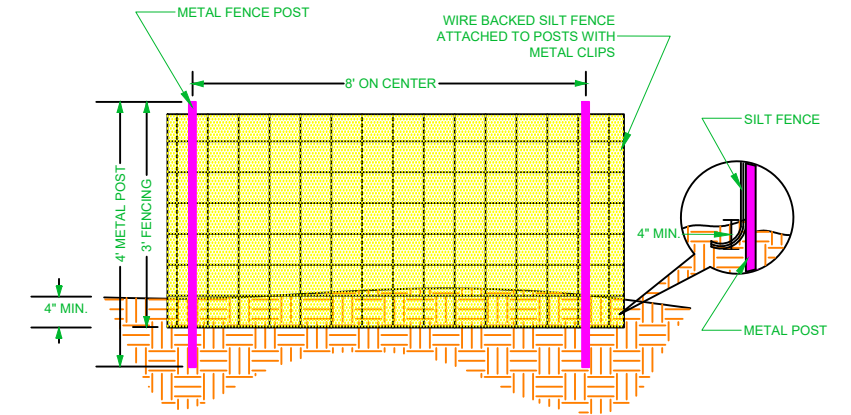 METAL FENCE POST
WIRE BACKED SILT FENCE
ATTACHED TO POSTS WITH
METAL CLIPS
8' ON CENTER
SILT FENCE
4' METAL POST
3' FENCING
4" MIN.
4" MIN.
METAL POST